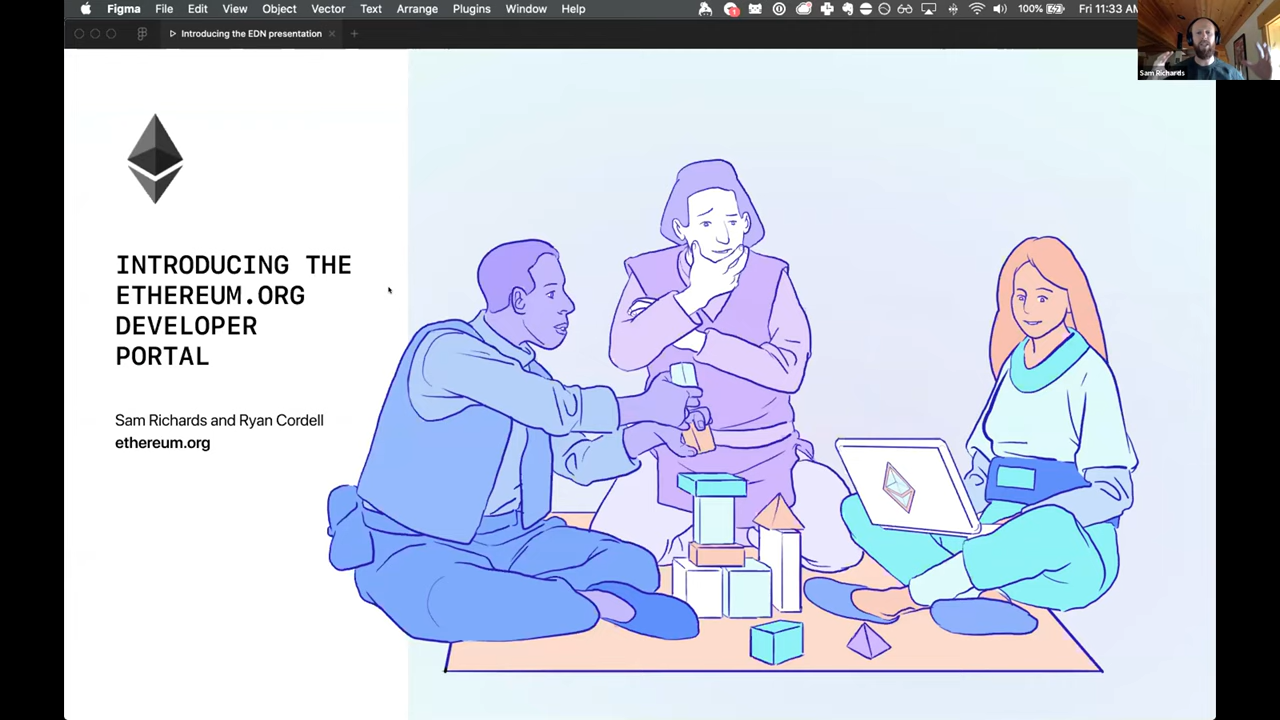 Figma File Edit View Object Vector Text Arrange Plugins Window Help 100% Fri 11:33 AM
Introducing the EDN presentation
Sam Richards
INTRODUCING THE
ETHEREUM.ORG
DEVELOPER
PORTAL
Sam Richards and Ryan Cordell
ethereum.org